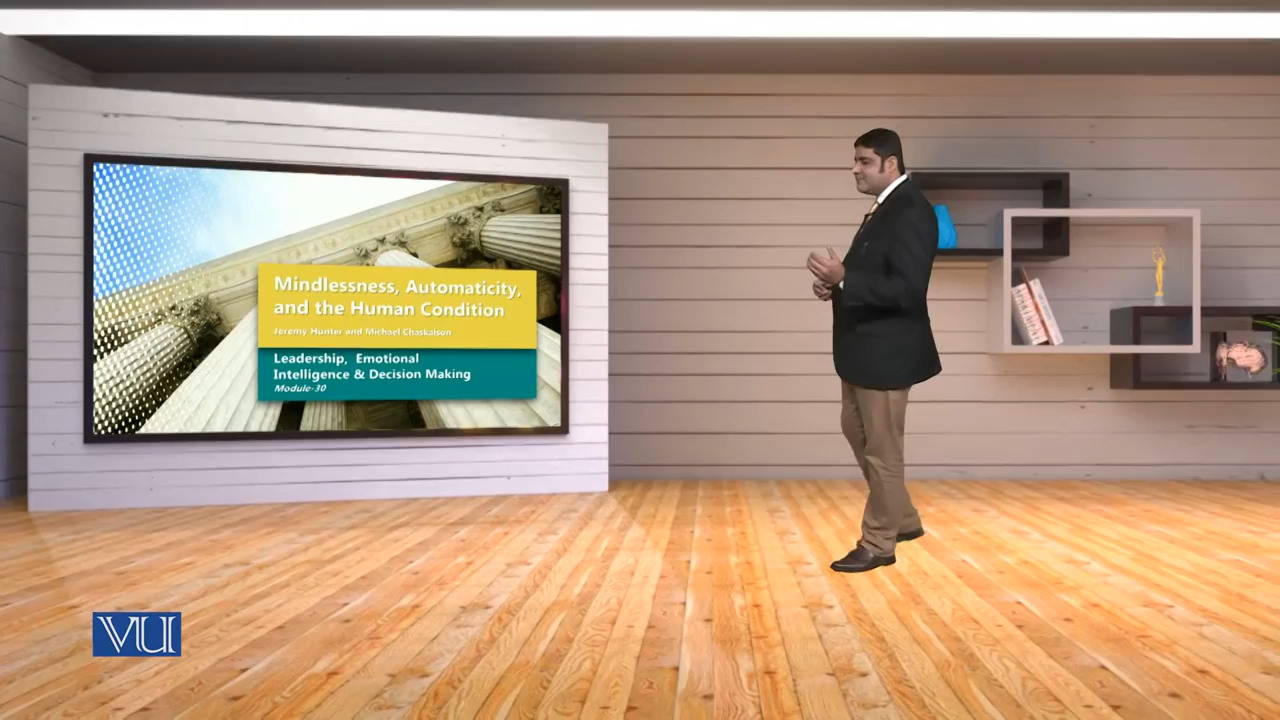 Mindlessness, Automaticity,
and the Human Condition
Jeremy Hunter and Michael Chaskalson
Leadership, Emotional
Intelligence & Decision Making
Module-30
VU